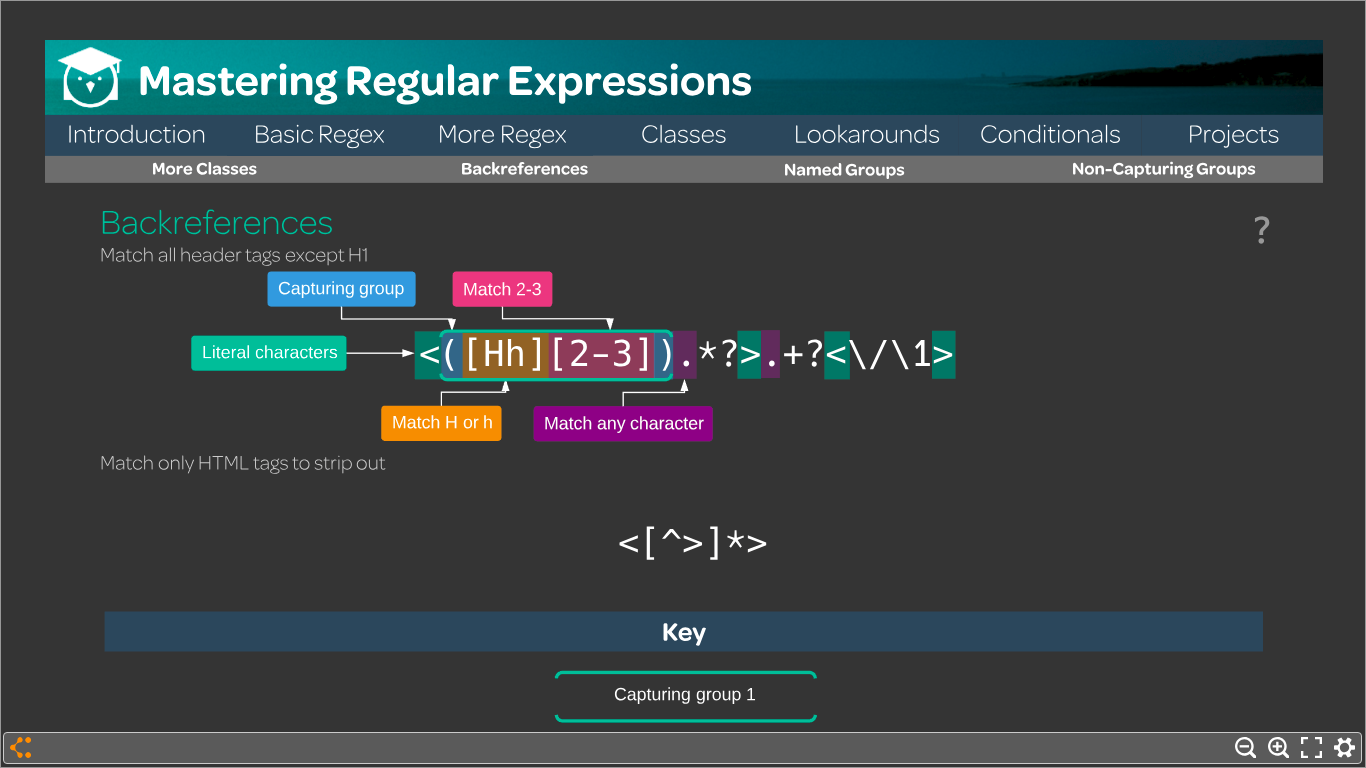 Mastering Regular Expressions
Introduction Basic Regex More Regex Classes Lookarounds Conditionals Projects
More Classes Backreferences Named Groups Non-Capturing Groups
Backreferences
?
Match all header tags except H1
Capturing group Match 2-3
Literal characters
<([Hh][2-3]).*?>.+?<\/\1>
Match H or h Match any character
Match only HTML tags to strip out
<[^>]*>
Key
Capturing group 1